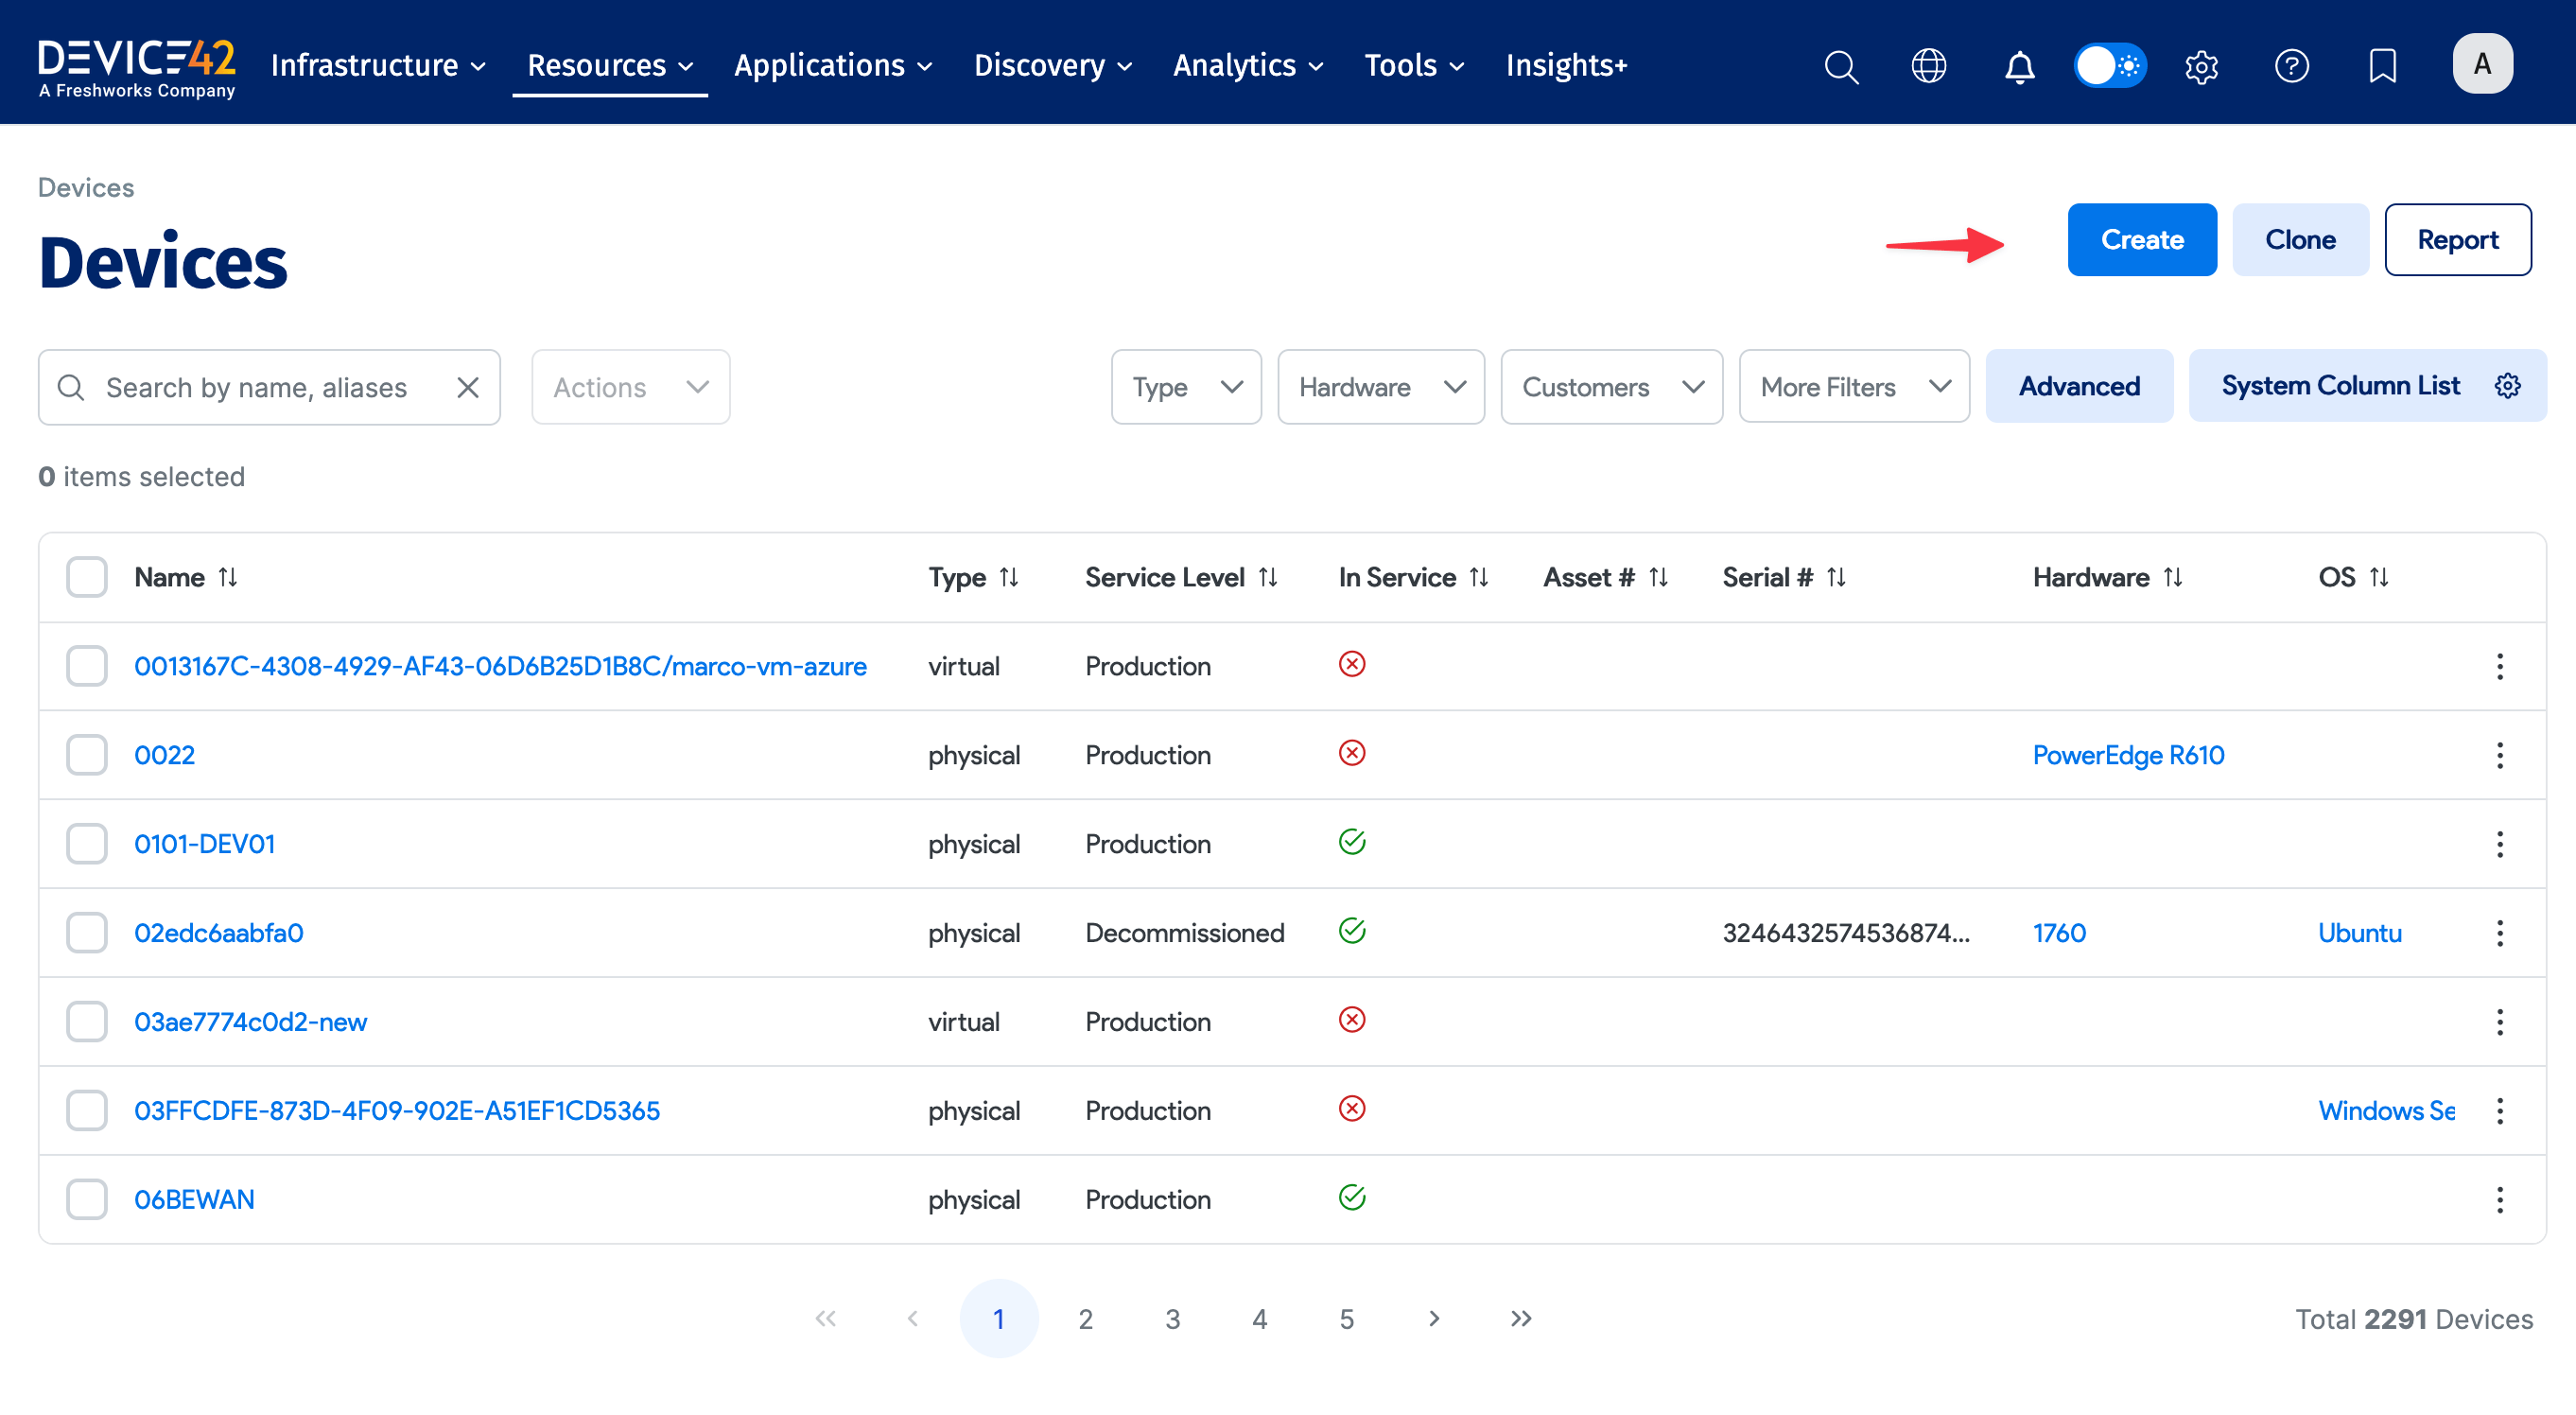 DEVICE42
A Freshworks Company
Infrastructure
Resources
Applications
Discovery
Analytics
Tools
Insights+
A
Devices
Devices
Create
Clone
Report
Search by name, aliases
Actions
Type
Hardware
Customers
More Filters
Advanced
System Column List
0 items selected
Name Type Service Level In Service Asset # Serial # Hardware OS
0013167C-4308-4929-AF43-06D6B25D1B8C/marco-vm-azure virtual Production
0022 physical Production PowerEdge R610
0101-DEV01 physical Production
02edc6aabfa0 physical Decommissioned 3246432574536874... 1760 Ubuntu
03ae7774c0d2-new virtual Production
03FFCDFE-873D-4F09-902E-A51EF1CD5365 physical Production Windows Se
06BEWAN physical Production
1 2 3 4 5
Total 2291 Devices